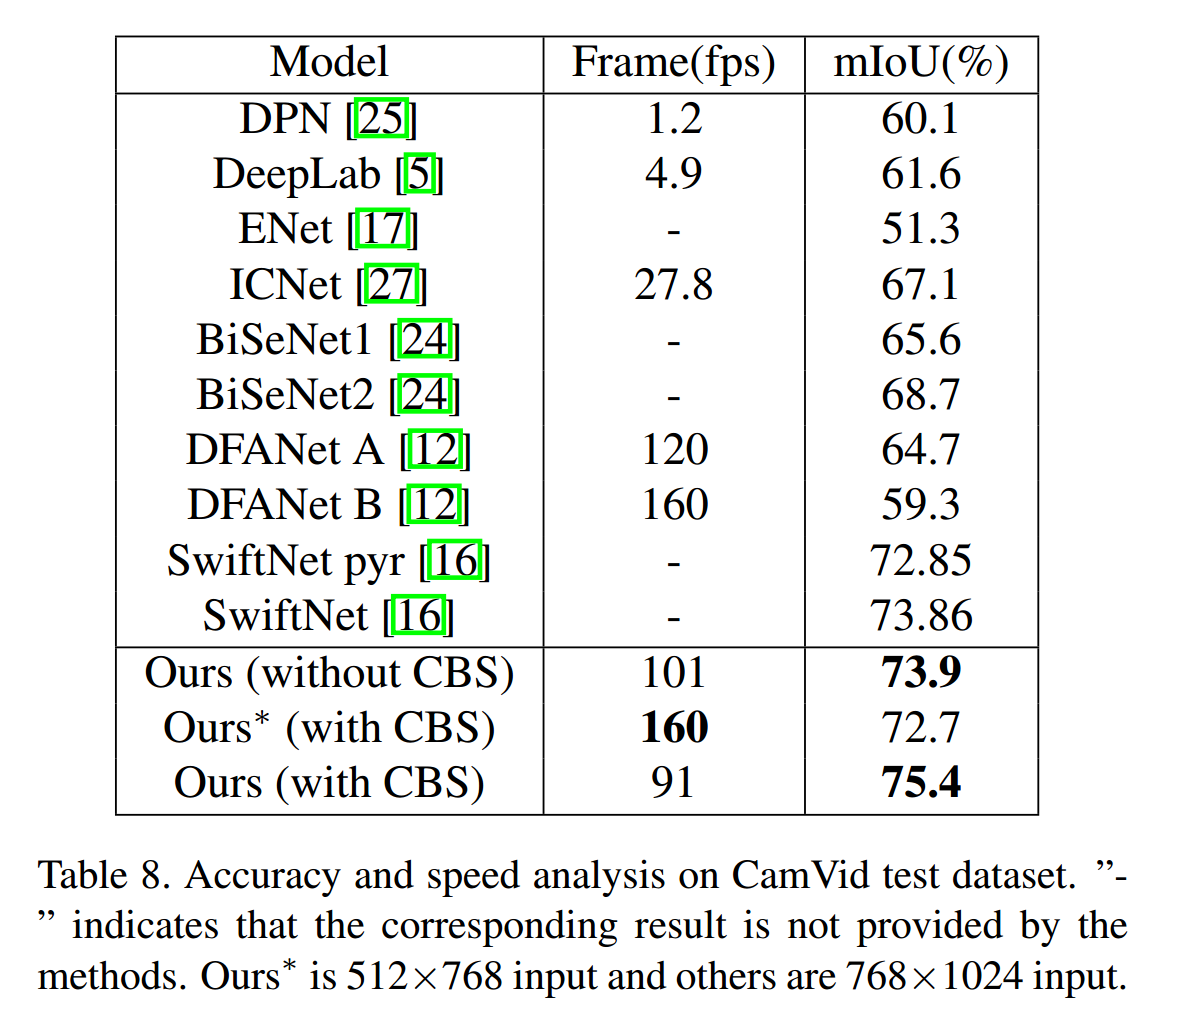 Model Frame(fps) mIoU(%)
DPN [25] 1.2 60.1
DeepLab [5] 4.9 61.6
ENet [17] - 51.3
ICNet [27] 27.8 67.1
BiSeNet1 [24] - 65.6
BiSeNet2 [24] - 68.7
DFANet A [12] 120 64.7
DFANet B [12] 160 59.3
SwiftNet pyr [16] - 72.85
SwiftNet [16] - 73.86
Ours (without CBS) 101 73.9
Ours* (with CBS) 160 72.7
Ours (with CBS) 91 75.4
Table 8. Accuracy and speed analysis on CamVid test dataset. ”-
” indicates that the corresponding result is not provided by the
methods. Ours* is 512×768 input and others are 768×1024 input.